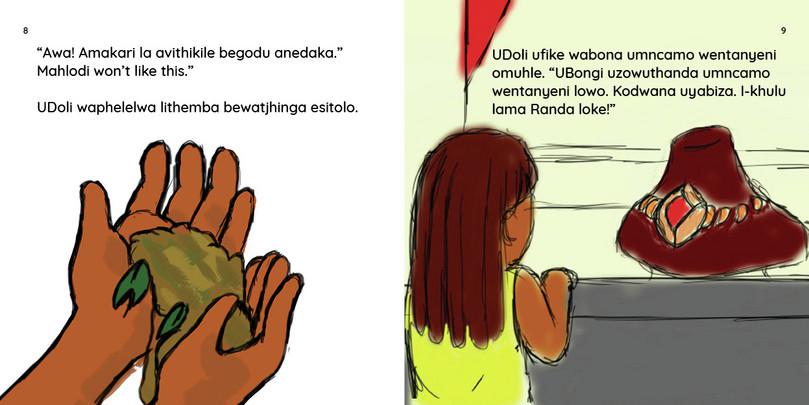 8
“Awa! Amakari la avithikile begodu anedaka.”
Mahlodi won’t like this.”
UDoli waphelelwa lithemba bewatjhinga esitolo.
9
UDoli ufike wabona umncamo wentanyeni
omuhle. “UBongi uzowuthanda umncamo
wentanyeni lowo. Kodwana uyabiza. I-khulu
lama Randa loke!”